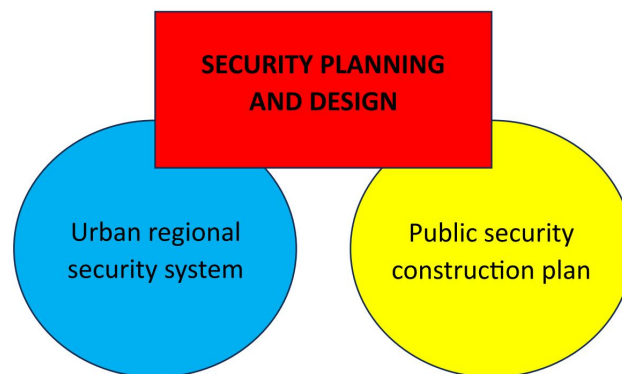 SECURITY PLANNING
AND DESIGN
Urban regional
security system
Public security
construction plan